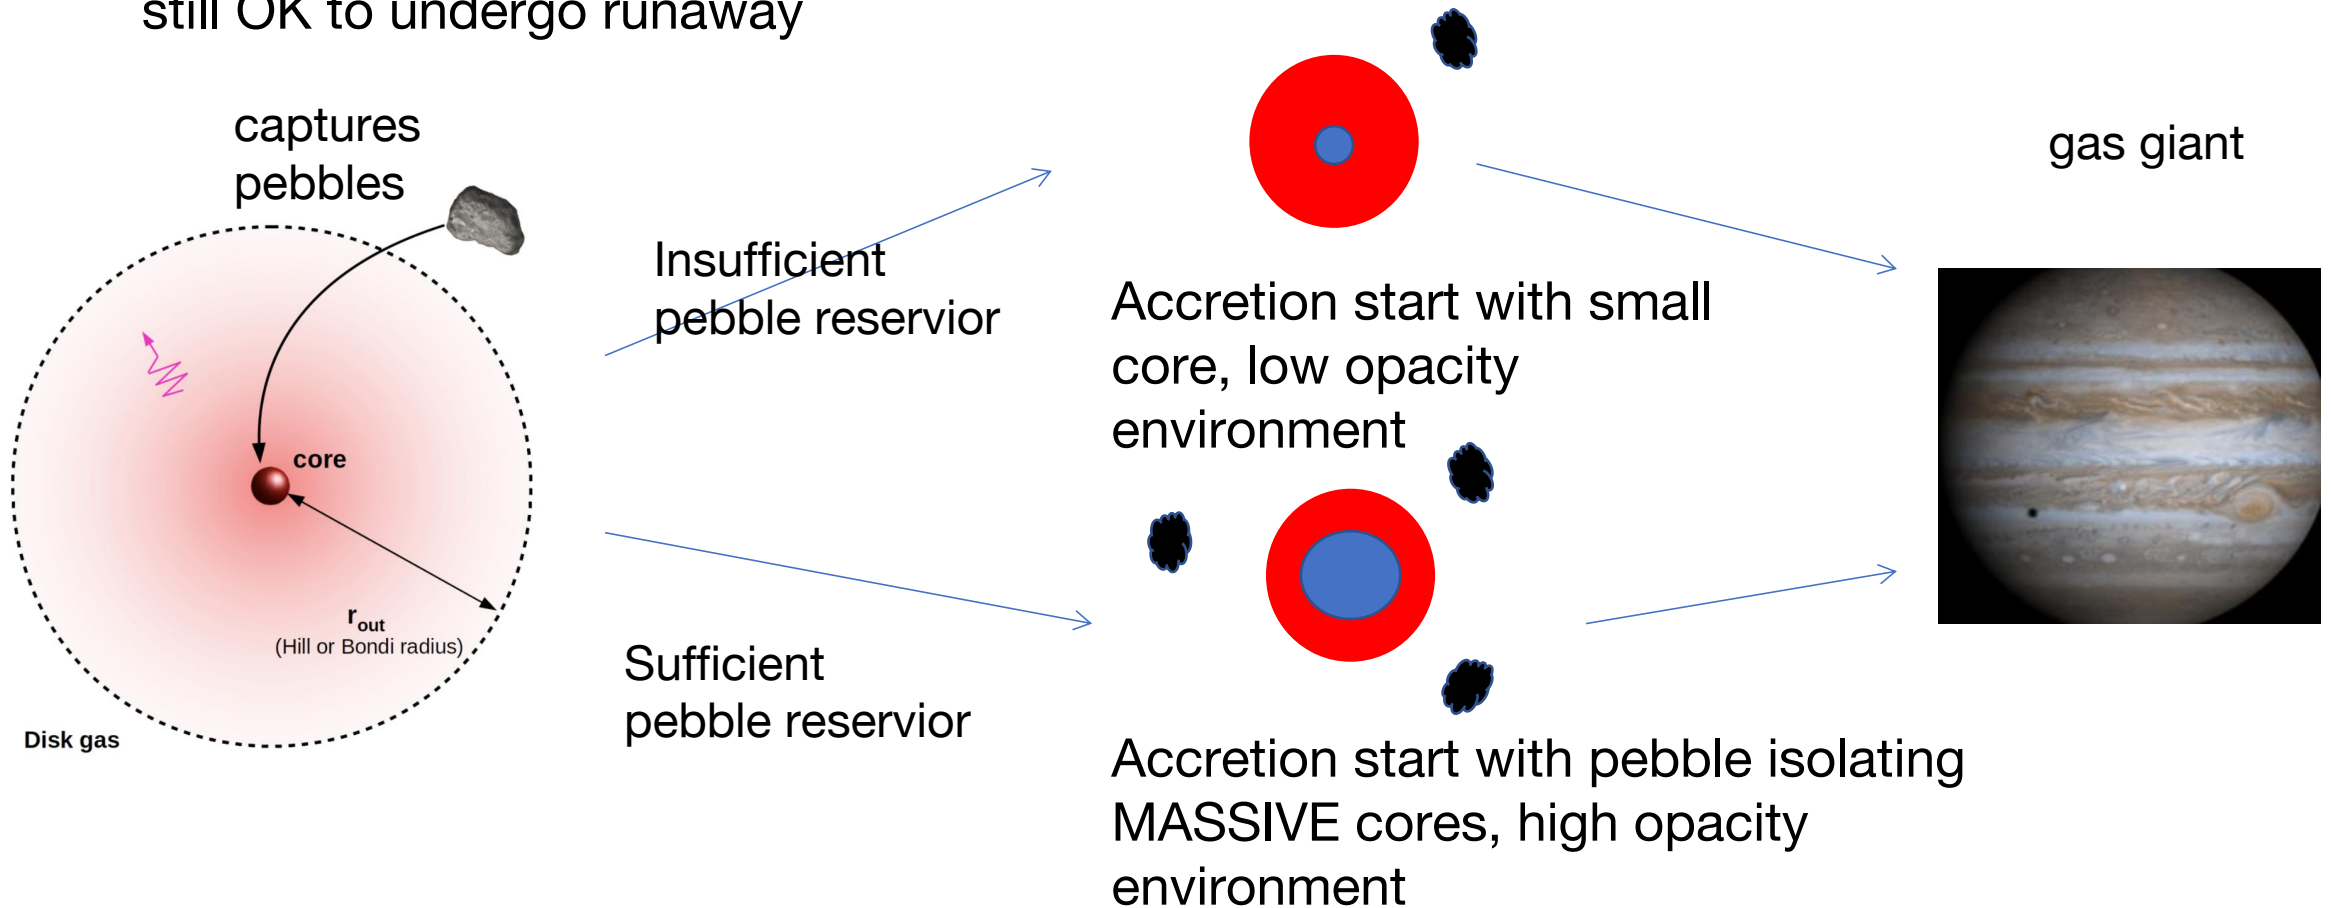 still OK to undergo runaway
captures
pebbles
core
r_out
(Hill or Bondi radius)
Disk gas
Insufficient
pebble reservior
Sufficient
pebble reservior
Accretion start with small
core, low opacity
environment
Accretion start with pebble isolating
MASSIVE cores, high opacity
environment
gas giant